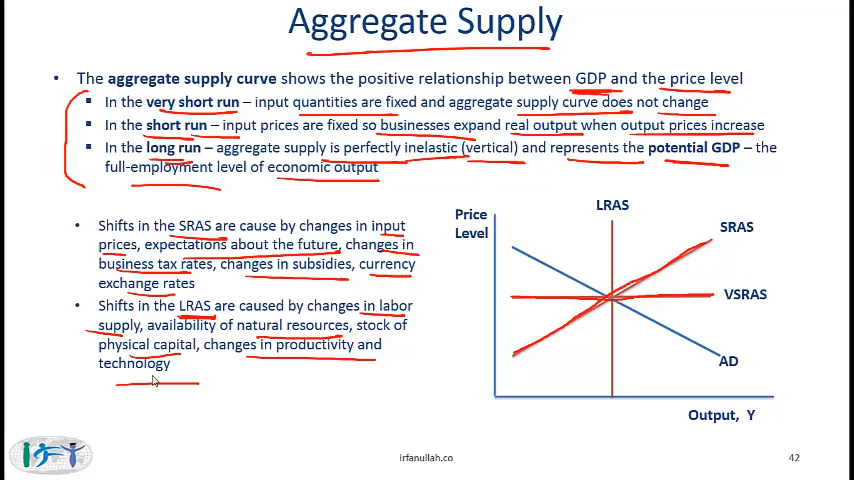 Aggregate Supply
• The aggregate supply curve shows the positive relationship between GDP and the price level
▪ In the very short run – input quantities are fixed and aggregate supply curve does not change
▪ In the short run – input prices are fixed so businesses expand real output when output prices increase
▪ In the long run – aggregate supply is perfectly inelastic (vertical) and represents the potential GDP – the
full-employment level of economic output
• Shifts in the SRAS are cause by changes in input
prices, expectations about the future, changes in
business tax rates, changes in subsidies, currency
exchange rates
• Shifts in the LRAS are caused by changes in labor
supply, availability of natural resources, stock of
physical capital, changes in productivity and
technology
Price
Level
LRAS
SRAS
VSRAS
AD
Output, Y
irfanullah.co
42